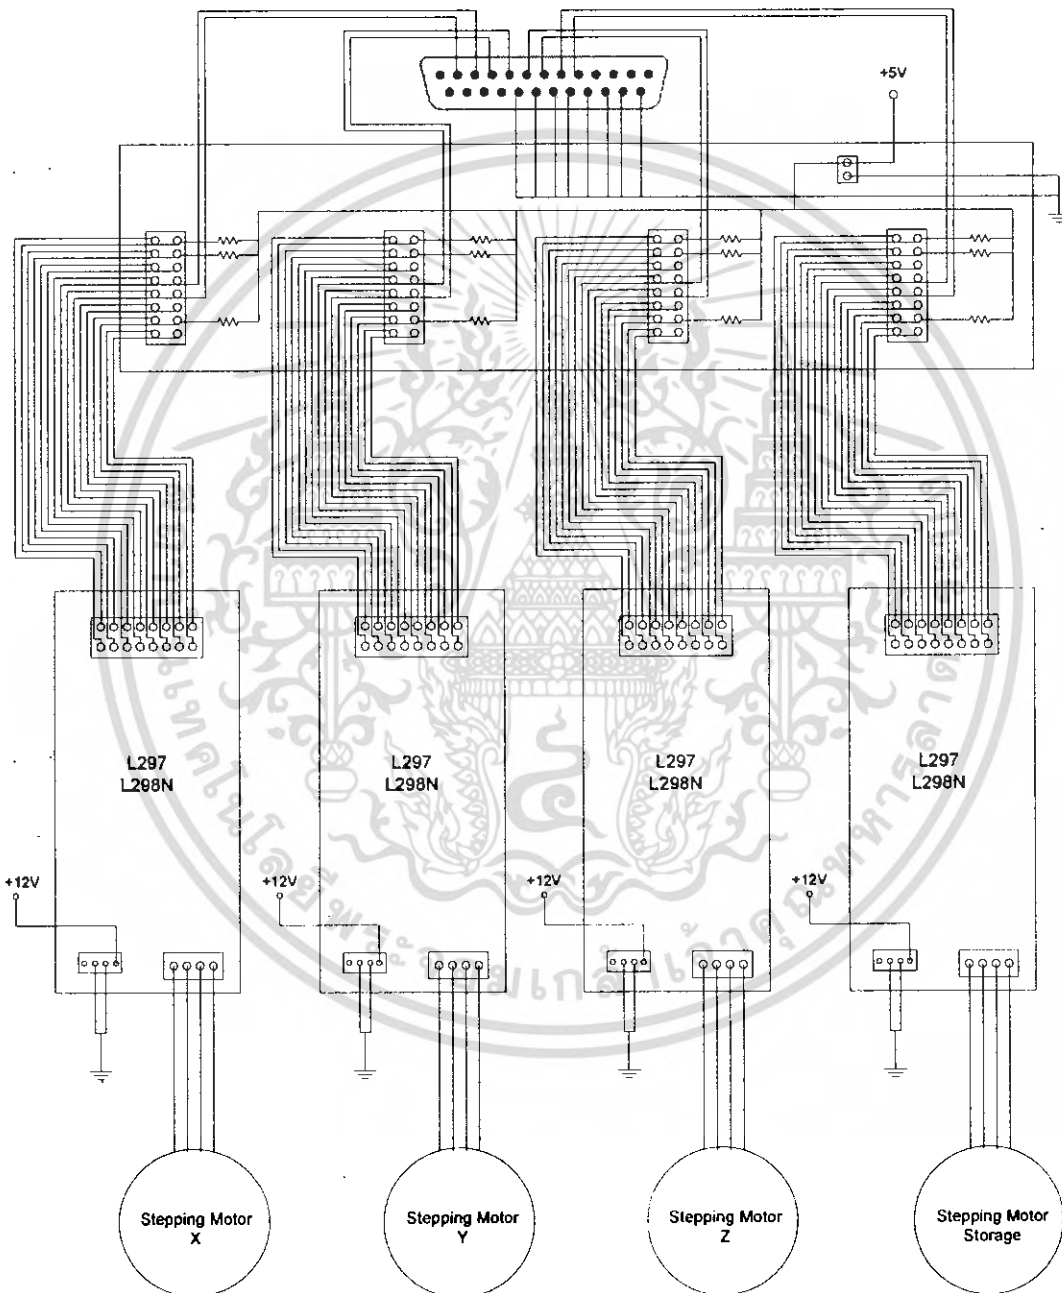 +5V
L297
L298N
L297
L298N
L297
L298N
L297
L298N
+12V
+12V
+12V
+12V
Stepping Motor
X
Stepping Motor
Y
Stepping Motor
Z
Stepping Motor
Storage